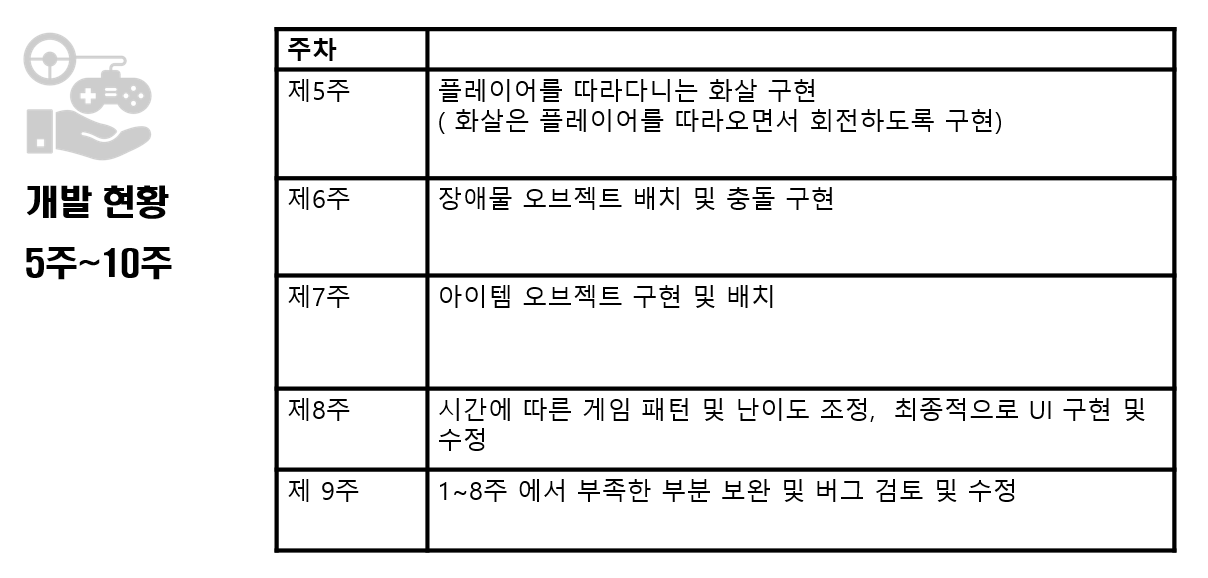 개발 현황
5주~10주
주차
제5주
플레이어를 따라다니는 화살 구현
( 화살은 플레이어를 따라오면서 회전하도록 구현)
제6주
장애물 오브젝트 배치 및 충돌 구현
제7주
아이템 오브젝트 구현 및 배치
제8주
시간에 따른 게임 패턴 및 난이도 조정,  최종적으로 UI 구현 및
수정
제 9주
1~8주 에서 부족한 부분 보완 및 버그 검토 및 수정